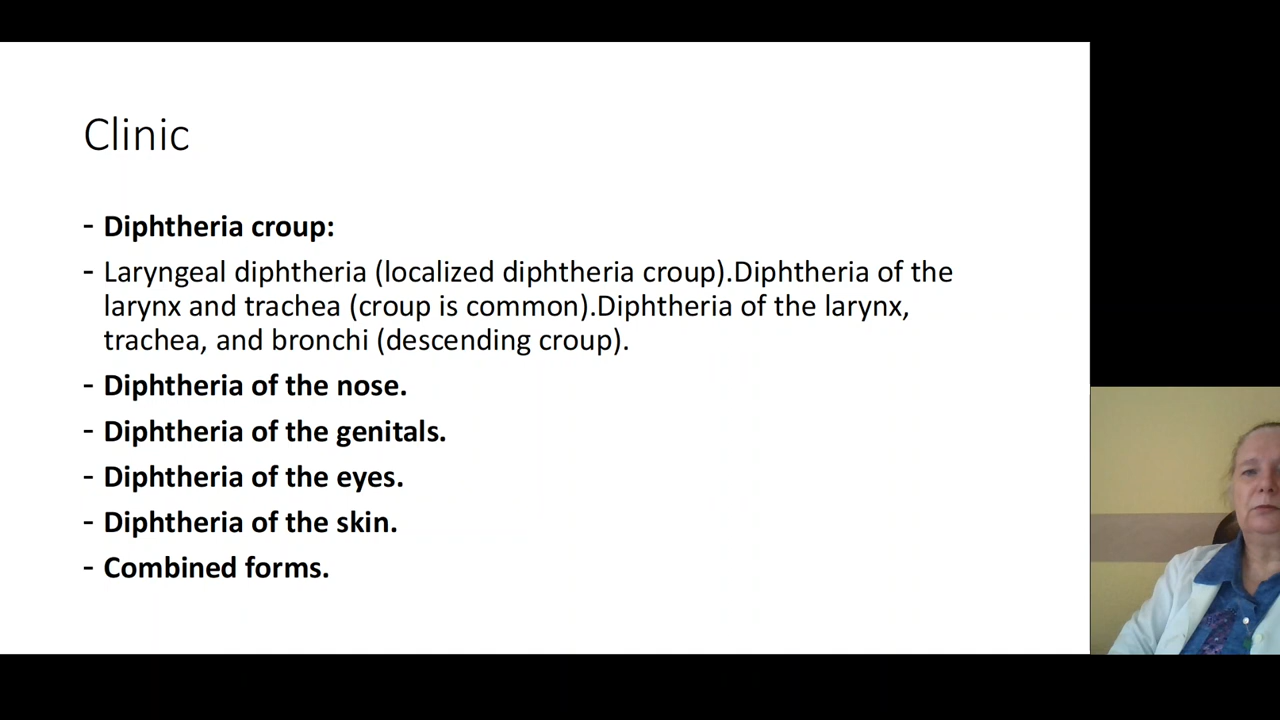 Clinic
- Diphtheria croup:
- Laryngeal diphtheria (localized diphtheria croup).Diphtheria of the
larynx and trachea (croup is common).Diphtheria of the larynx,
trachea, and bronchi (descending croup).
- Diphtheria of the nose.
- Diphtheria of the genitals.
- Diphtheria of the eyes.
- Diphtheria of the skin.
- Combined forms.